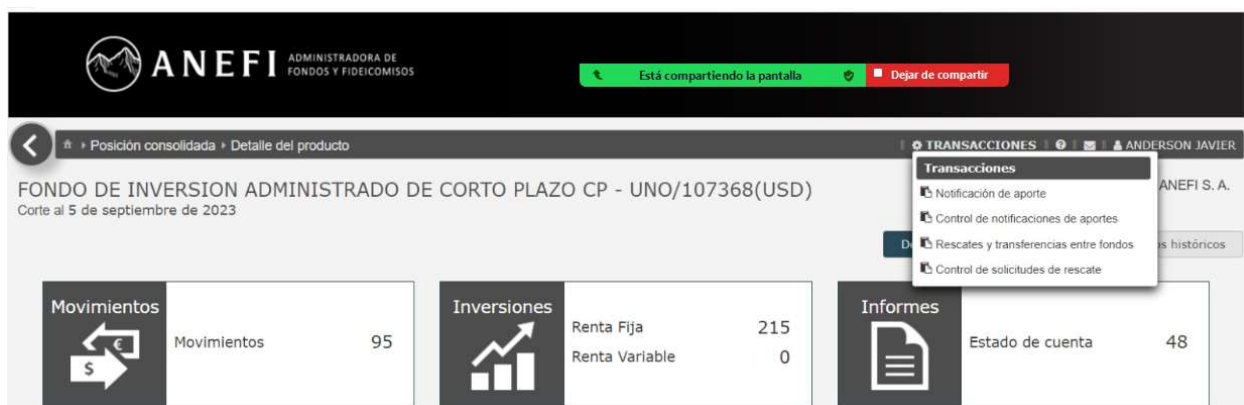 ANEFI ADMINISTRADORA DE
FONDOS Y FIDEICOMISOS
Está compartiendo la pantalla Dejar de compartir
Posición consolidada Detalle del producto
TRANSACCIONES ANDERSON JAVIER
Transacciones
Notificación de aporte
Control de notificaciones de aportes
Rescates y transferencias entre fondos
Control de solicitudes de rescate
FONDO DE INVERSION ADMINISTRADO DE CORTO PLAZO CP - UNO/107368(USD)
ANEFI S. A.
Corte al 5 de septiembre de 2023
históricos
Movimientos
Movimientos 95
Inversiones
Renta Fija 215
Renta Variable 0
Informes
Estado de cuenta 48